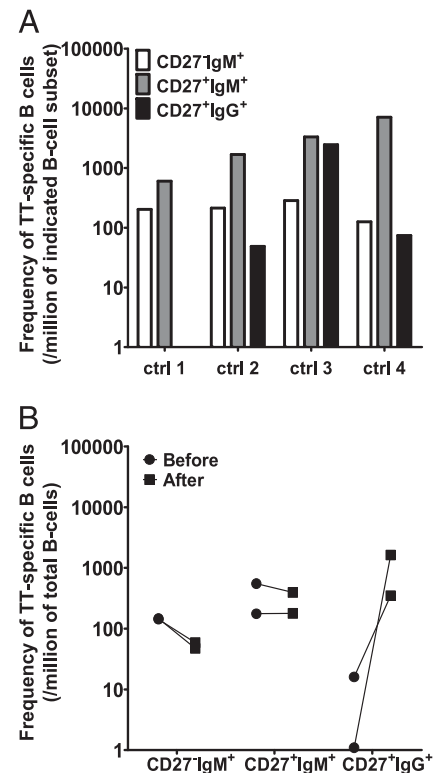 A
Frequency of TT-specific B cells
(/million of indicated B-cell subset)
100000
10000
1000
100
10
1
CD27⁻IgM⁺
CD27⁺IgM⁺
CD27⁺IgG⁺
ctrl 1 ctrl 2 ctrl 3 ctrl 4
B
Frequency of TT-specific B cells
(/million of total B-cells)
100000
10000
1000
100
10
1
Before
After
CD27⁻IgM⁺ CD27⁺IgM⁺ CD27⁺IgG⁺